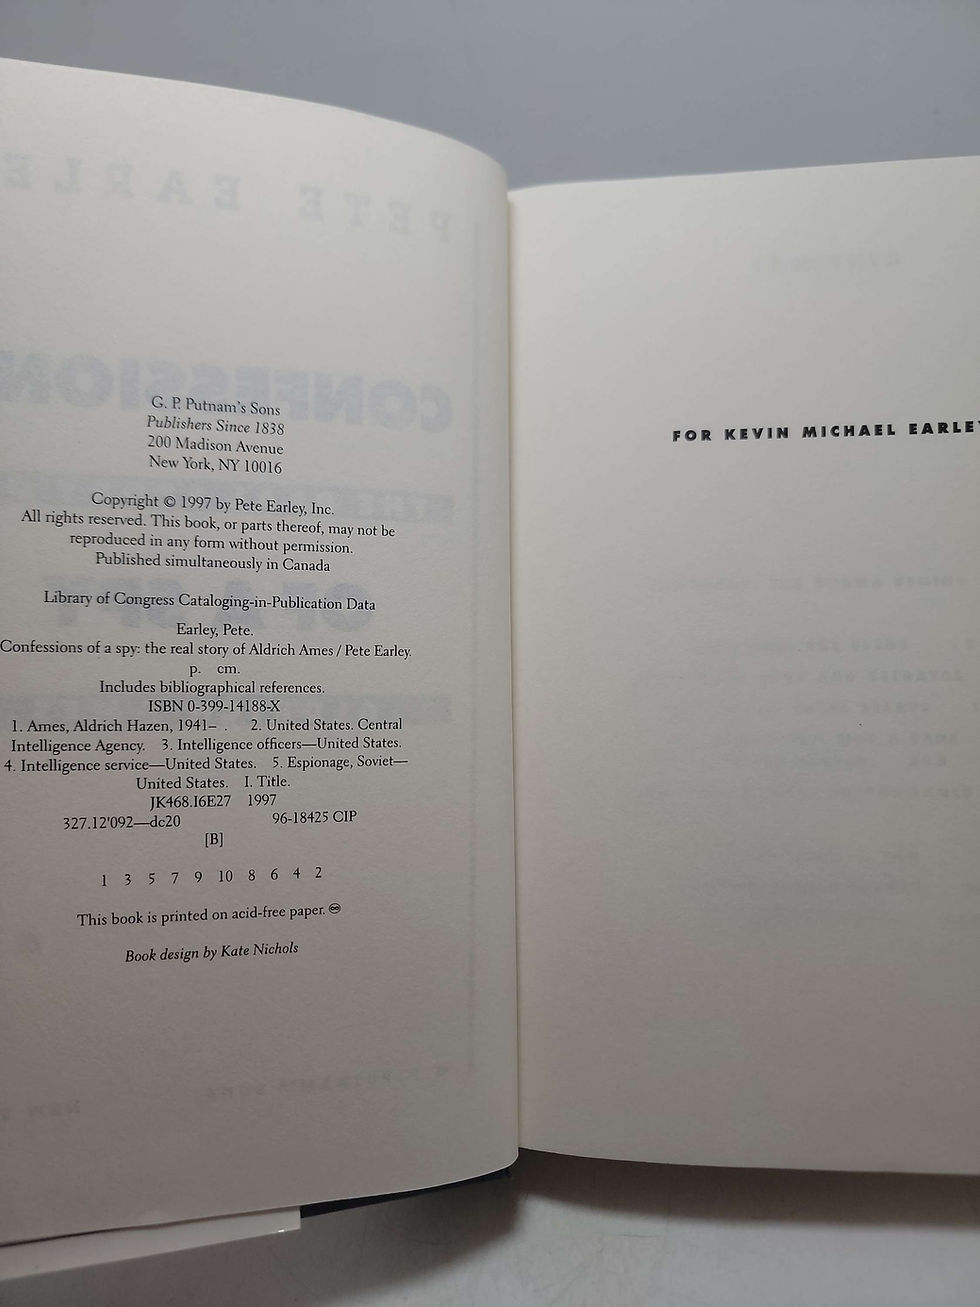 G. P. Putnam's Sons
Publishers Since 1838
200 Madison Avenue
New York, NY 10016
Copyright © 1997 by Pete Earley, Inc.
All rights reserved. This book, or parts thereof, may not be
reproduced in any form without permission.
Published simultaneously in Canada
Library of Congress Cataloging-in-Publication Data
Earley, Pete.
Confessions of a spy: the real story of Aldrich Ames / Pete Earley.
p. cm.
Includes bibliographical references.
ISBN 0-399-14188-X
1. Ames, Aldrich Hazen, 1941– . 2. United States. Central
Intelligence Agency. 3. Intelligence officers—United States.
4. Intelligence service—United States. 5. Espionage, Soviet—
United States. I. Title.
JK468.I6E27 1997
327.12'092—dc20 96-18425 CIP
[B]
1 3 5 7 9 10 8 6 4 2
This book is printed on acid-free paper. ♾
Book design by Kate Nichols
FOR KEVIN MICHAEL EARLEY